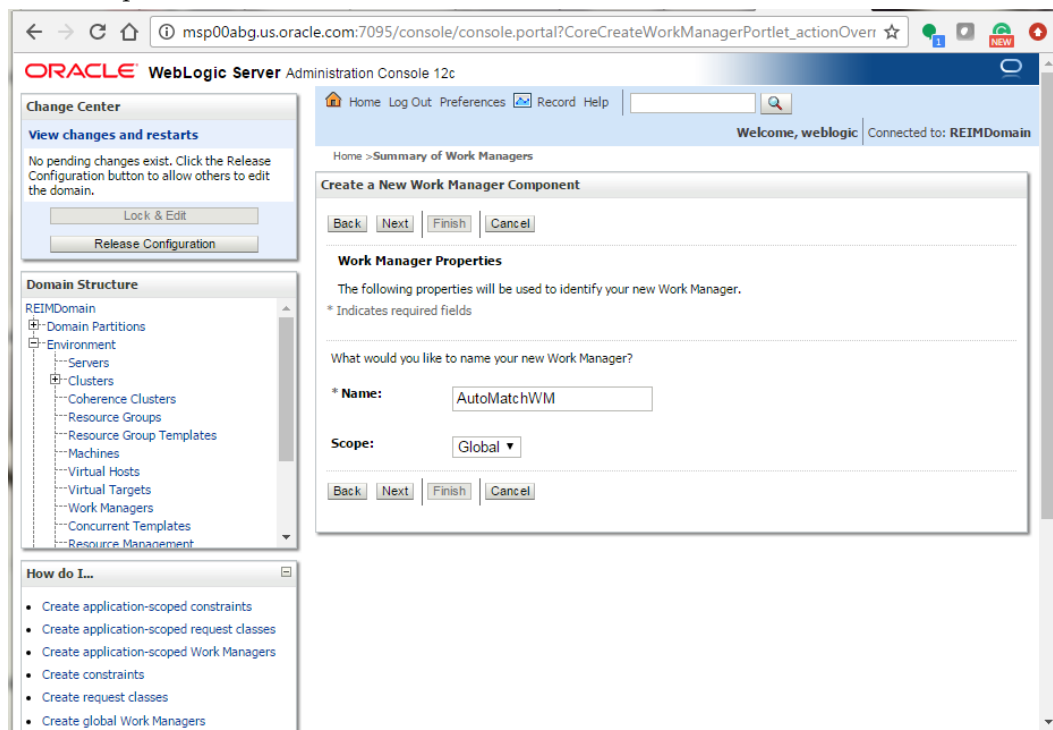 msp00abg.us.oracle.com:7095/console/console.portal?CoreCreateWorkManagerPortlet_actionOverr
1
NEW
ORACLE WebLogic Server Administration Console 12c
Change Center
View changes and restarts
No pending changes exist. Click the Release
Configuration button to allow others to edit
the domain.
Lock & Edit
Release Configuration
Domain Structure
REIMDomain
Domain Partitions
Environment
Servers
Clusters
Coherence Clusters
Resource Groups
Resource Group Templates
Machines
Virtual Hosts
Virtual Targets
Work Managers
Concurrent Templates
Resource Management
How do I...
Create application-scoped constraints
Create application-scoped request classes
Create application-scoped Work Managers
Create constraints
Create request classes
Create global Work Managers
Home Log Out Preferences Record Help
Welcome, weblogic Connected to: REIMDomain
Home >Summary of Work Managers
Create a New Work Manager Component
Back Next Finish Cancel
Work Manager Properties
The following properties will be used to identify your new Work Manager.
* Indicates required fields
What would you like to name your new Work Manager?
* Name: AutoMatchWM
Scope: Global
Back Next Finish Cancel